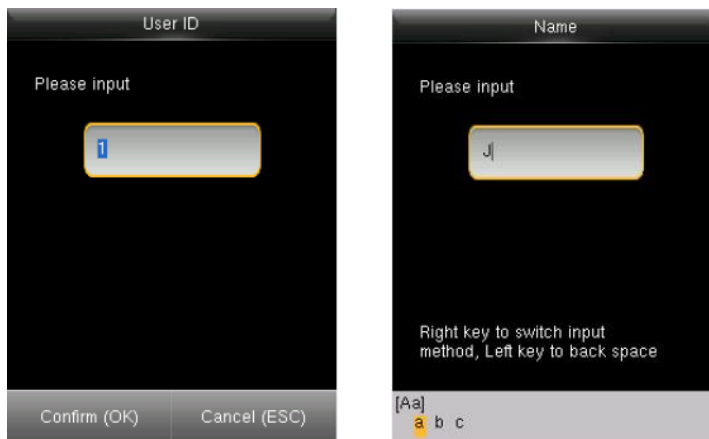 User ID
Please input
1
Confirm (OK) Cancel (ESC)
Name
Please input
J
Right key to switch input
method, Left key to back space
[Aa]
a b c